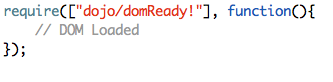 require(["dojo/domReady!"], function(){
    // DOM Loaded
});